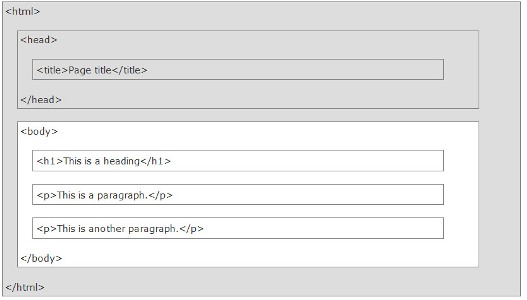 <html>
<head>
<title>Page title</title>
</head>
<body>
<h1>This is a heading</h1>
<p>This is a paragraph.</p>
<p>This is another paragraph.</p>
</body>
</html>